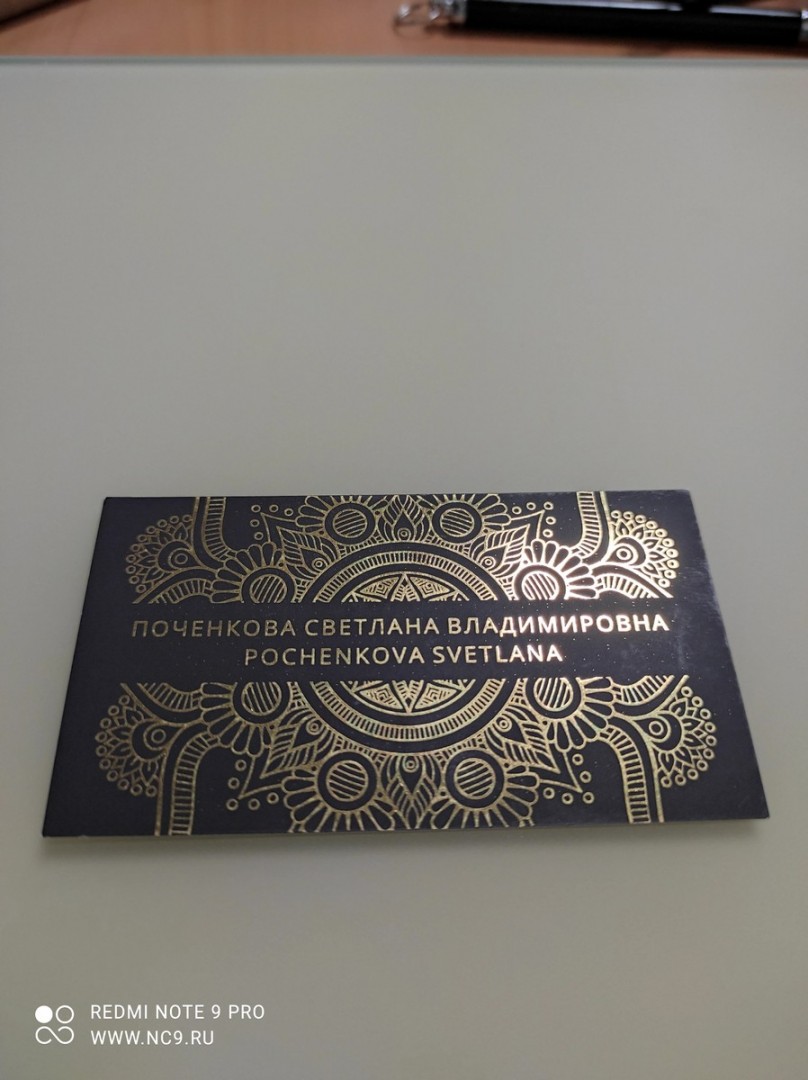 ПОЧЕНКОВА СВЕТЛАНА ВЛАДИМИРОВНА
POCHENKOVA SVETLANA
REDMI NOTE 9 PRO
WWW.NC9.RU